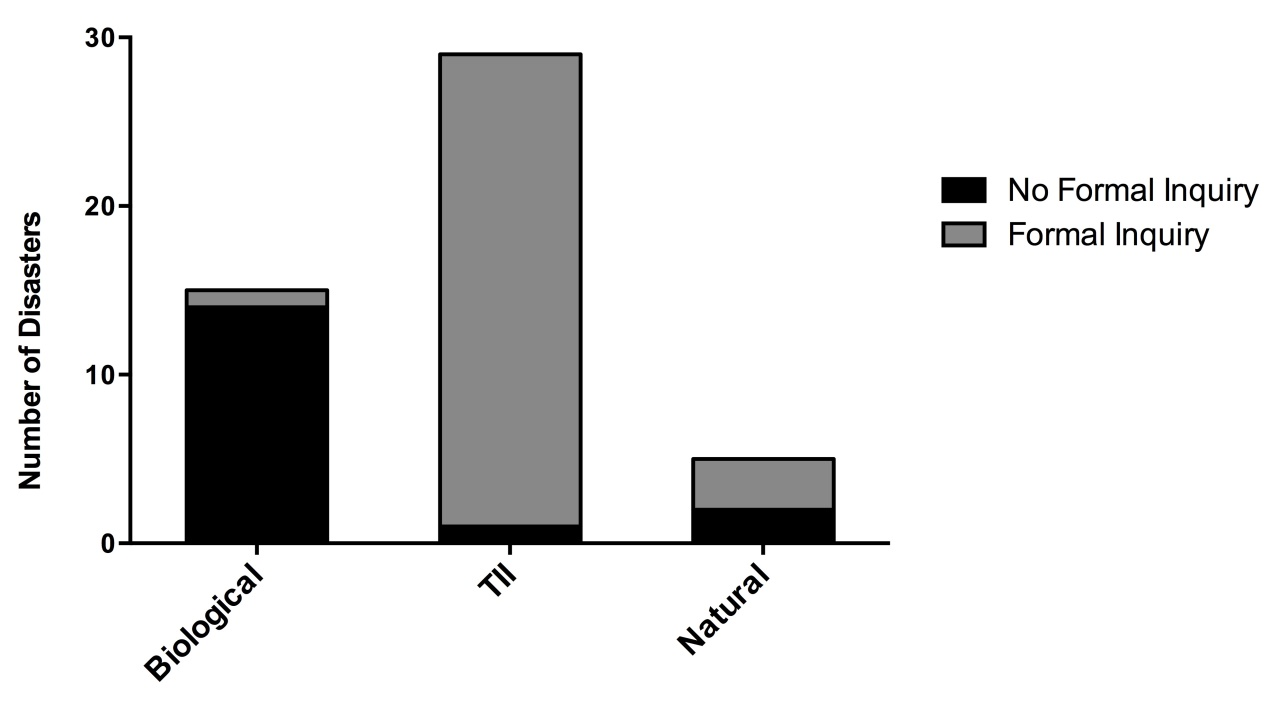 Number of Disasters
30
20
10
0
Biological
TII
Natural
No Formal Inquiry
Formal Inquiry